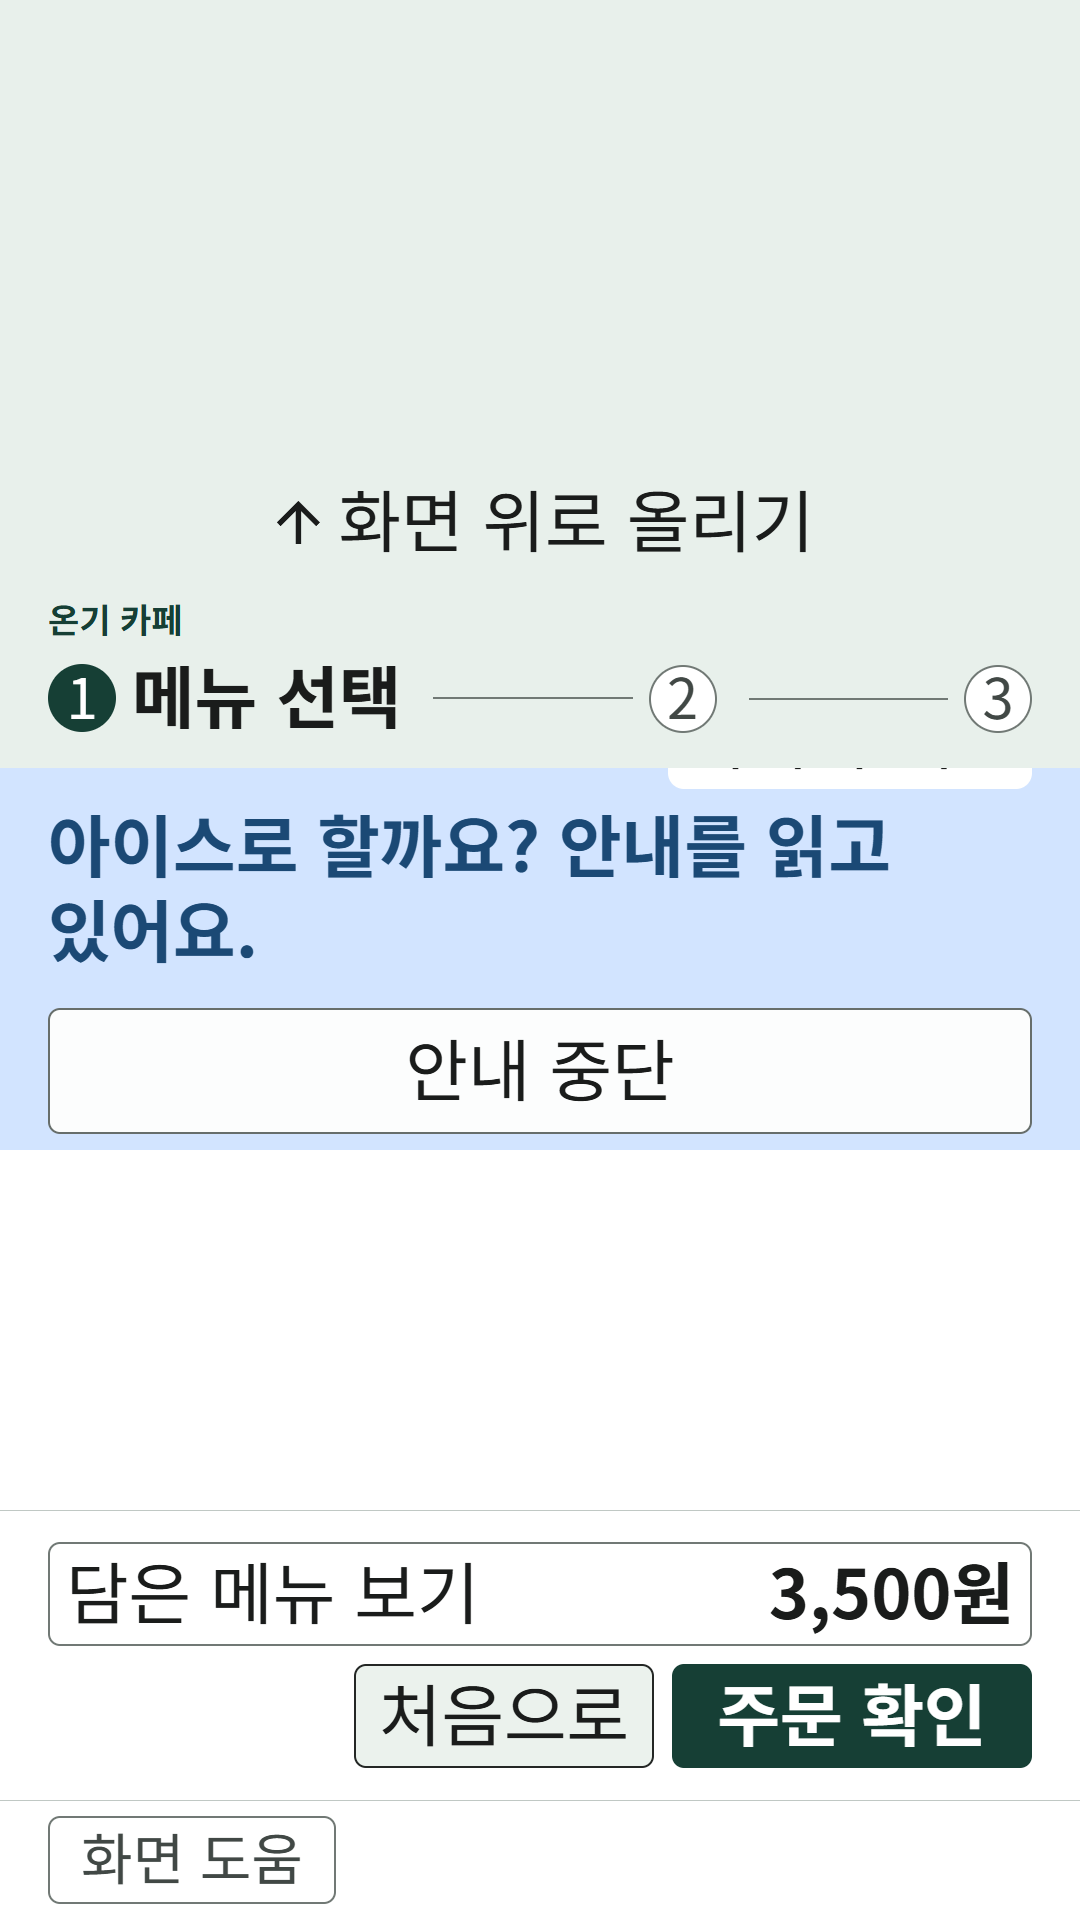 ↑ 화면 위로 올리기
온기 카페
1 메뉴 선택 2 3
아이스로 할까요? 안내를 읽고
있어요.
안내 중단
담은 메뉴 보기 3,500원
처음으로 주문 확인
화면 도움